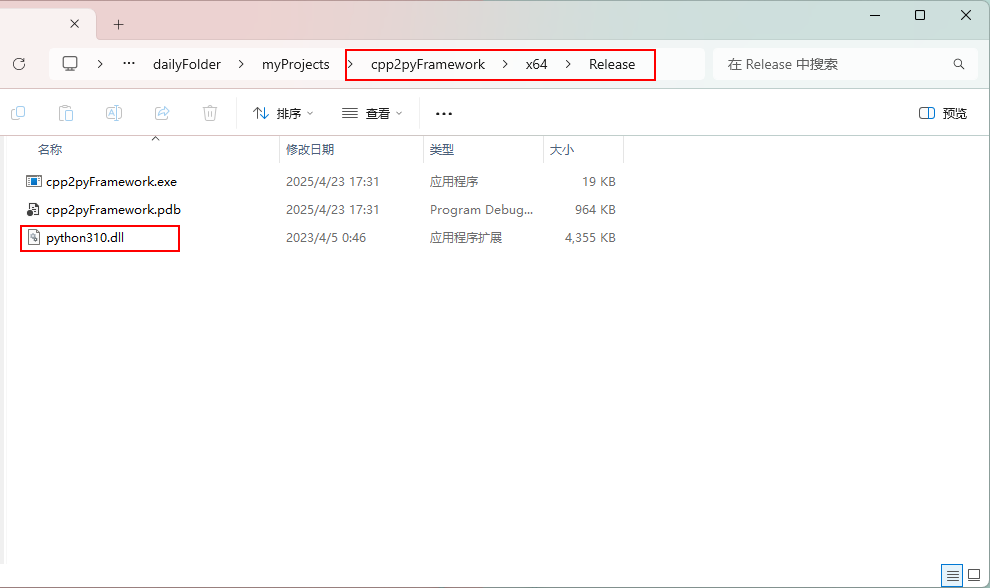 dailyFolder myProjects cpp2pyFramework x64 Release 在 Release 中搜索
排序 查看 预览
名称 修改日期 类型 大小
cpp2pyFramework.exe 2025/4/23 17:31 应用程序 19 KB
cpp2pyFramework.pdb 2025/4/23 17:31 Program Debug... 964 KB
python310.dll 2023/4/5 0:46 应用程序扩展 4,355 KB